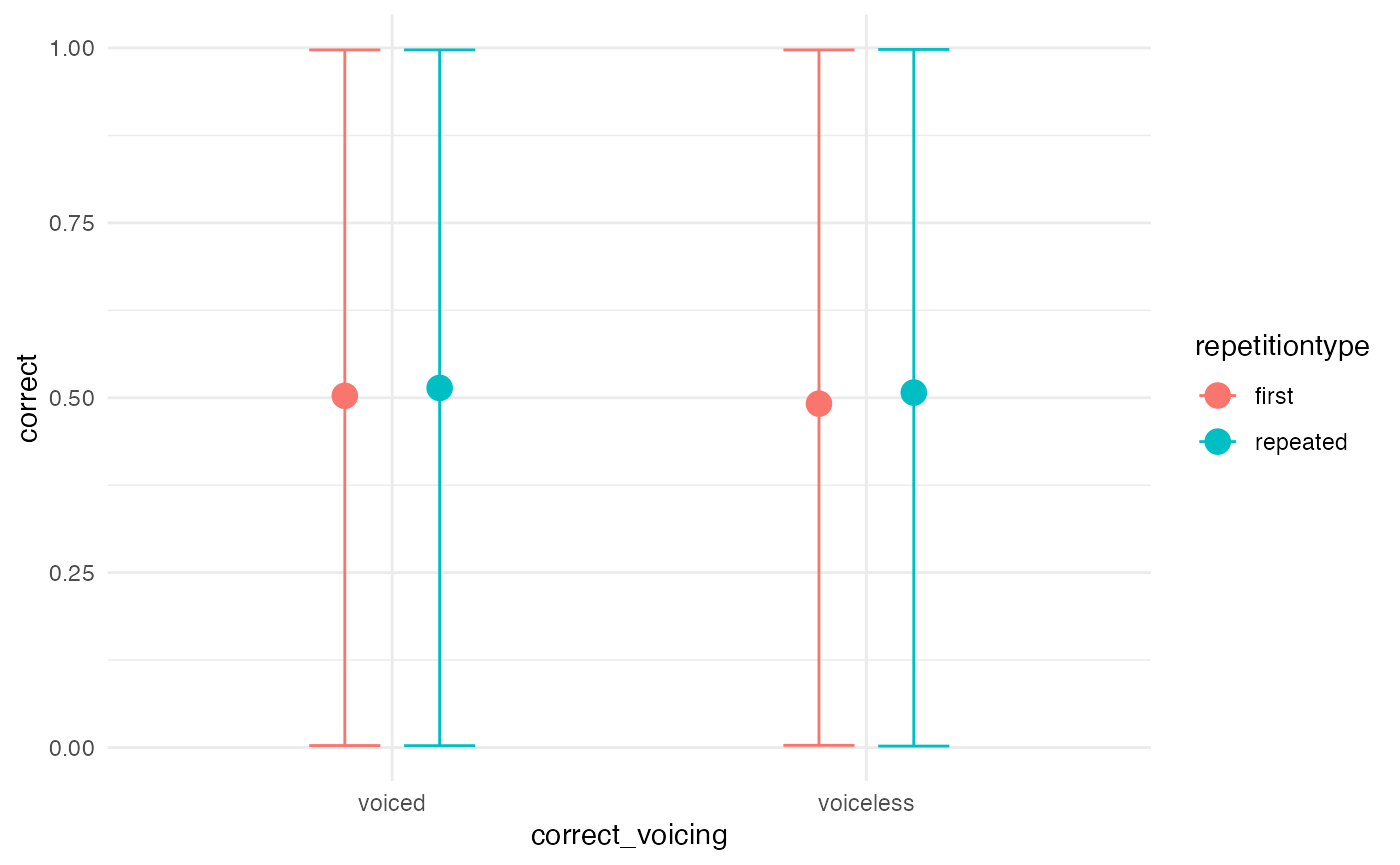 1.00
0.75
0.50
0.25
0.00
correct
voiced
voiceless
correct_voicing
repetitiontype
first
repeated